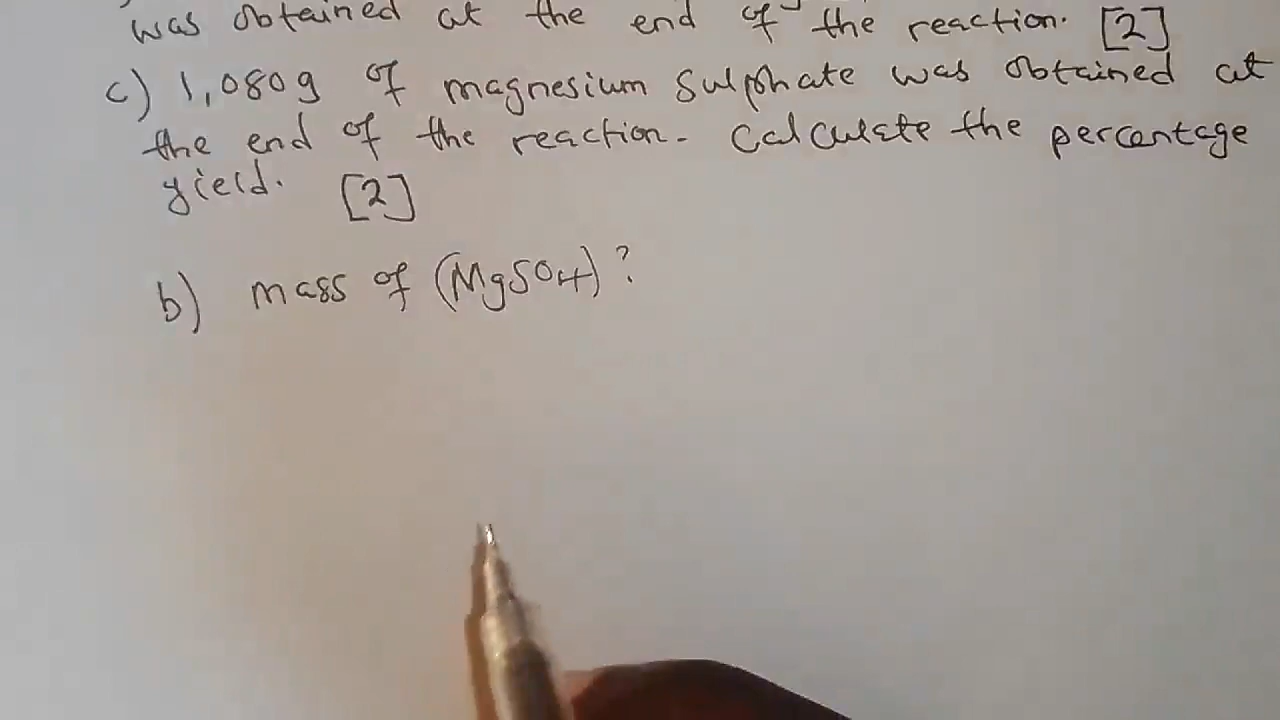 was obtained at the end of the reaction. [2]
c) 1,080g of magnesium sulphate was obtained at
the end of the reaction. Calculate the percentage
yield. [2]
b) mass of (MgSO4)?